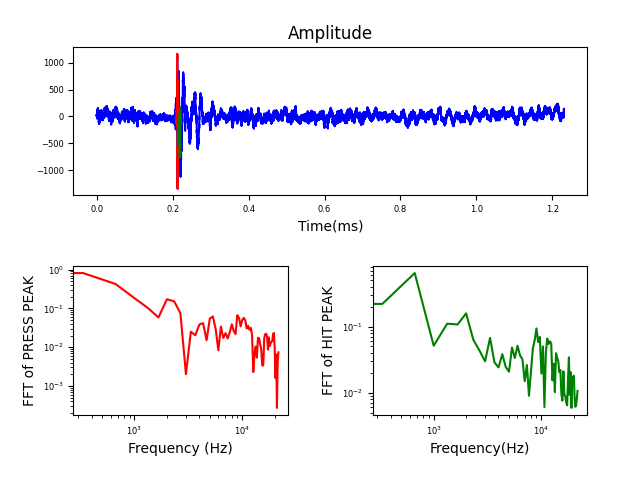 Amplitude
1000
500
0
−500
−1000
0.0 0.2 0.4 0.6 0.8 1.0 1.2
Time(ms)
FFT of PRESS PEAK
10⁰
10⁻¹
10⁻²
10⁻³
10³ 10⁴
Frequency (Hz)
FFT of HIT PEAK
10⁻¹
10⁻²
10³ 10⁴
Frequency(Hz)